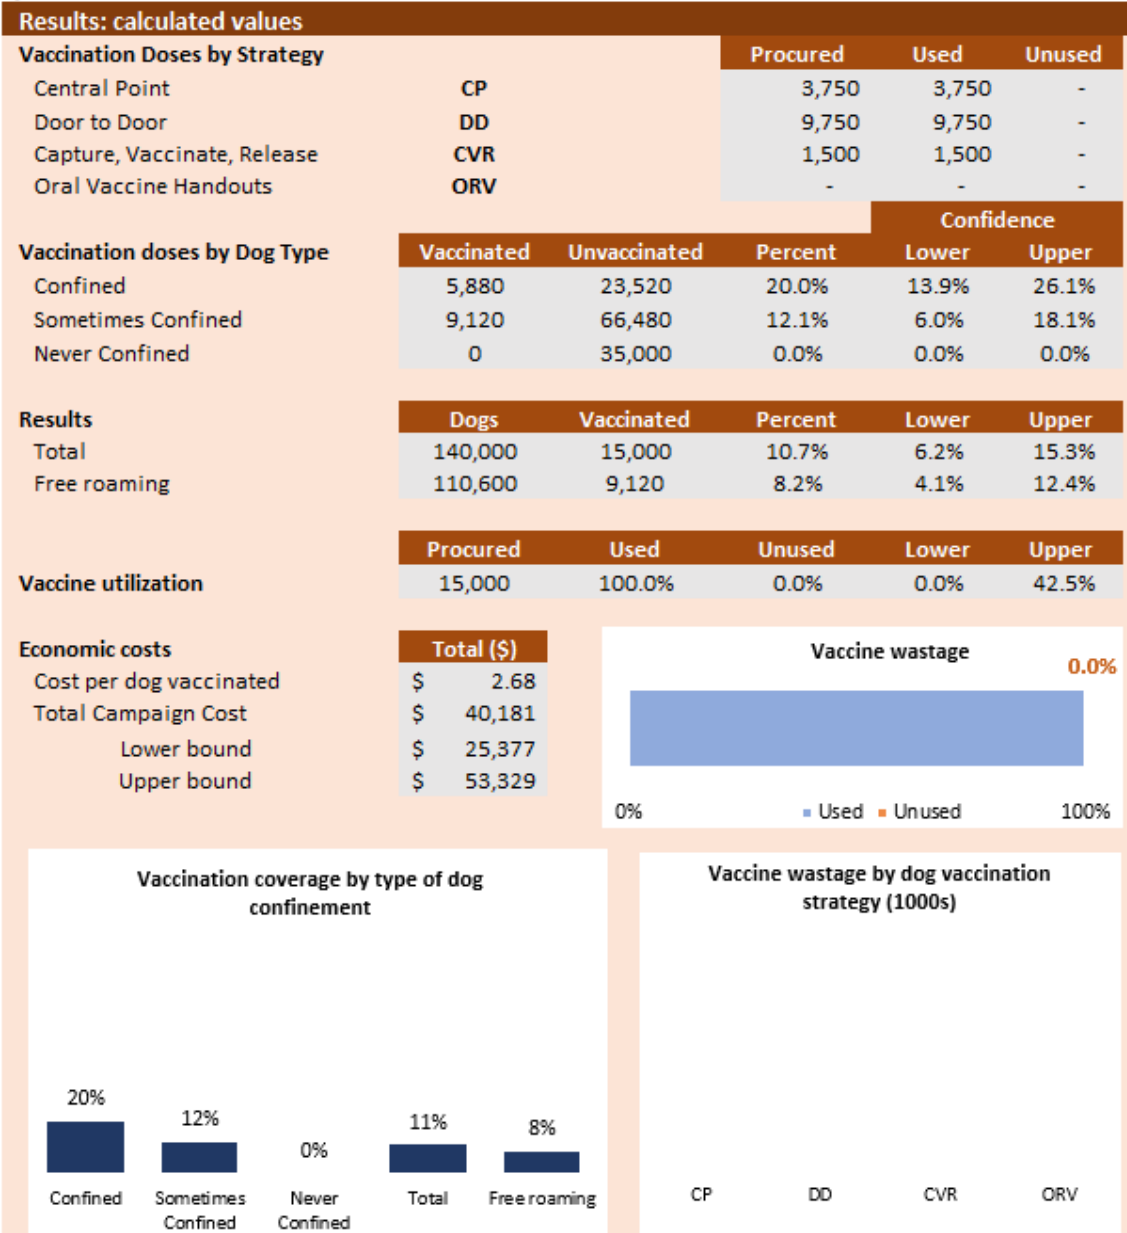 Results: calculated values
Vaccination Doses by Strategy Procured Used Unused
Central Point CP 3,750 3,750 -
Door to Door DD 9,750 9,750 -
Capture, Vaccinate, Release CVR 1,500 1,500 -
Oral Vaccine Handouts ORV - - -
Confidence
Vaccination doses by Dog Type Vaccinated Unvaccinated Percent Lower Upper
Confined 5,880 23,520 20.0% 13.9% 26.1%
Sometimes Confined 9,120 66,480 12.1% 6.0% 18.1%
Never Confined 0 35,000 0.0% 0.0% 0.0%
Results Dogs Vaccinated Percent Lower Upper
Total 140,000 15,000 10.7% 6.2% 15.3%
Free roaming 110,600 9,120 8.2% 4.1% 12.4%
Procured Used Unused Lower Upper
Vaccine utilization 15,000 100.0% 0.0% 0.0% 42.5%
Economic costs Total ($)
Cost per dog vaccinated $ 2.68
Total Campaign Cost $ 40,181
Lower bound $ 25,377
Upper bound $ 53,329
Vaccine wastage
0.0%
0% Used Unused 100%
Vaccination coverage by type of dog
confinement
20%
12%
0%
11%
8%
Confined Sometimes Never Total Free roaming
Confined Confined
Vaccine wastage by dog vaccination
strategy (1000s)
CP DD CVR ORV